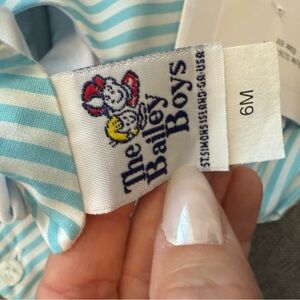 The
Bailey
Boys
ST. SIMONS ISLAND·GA·USA
6M